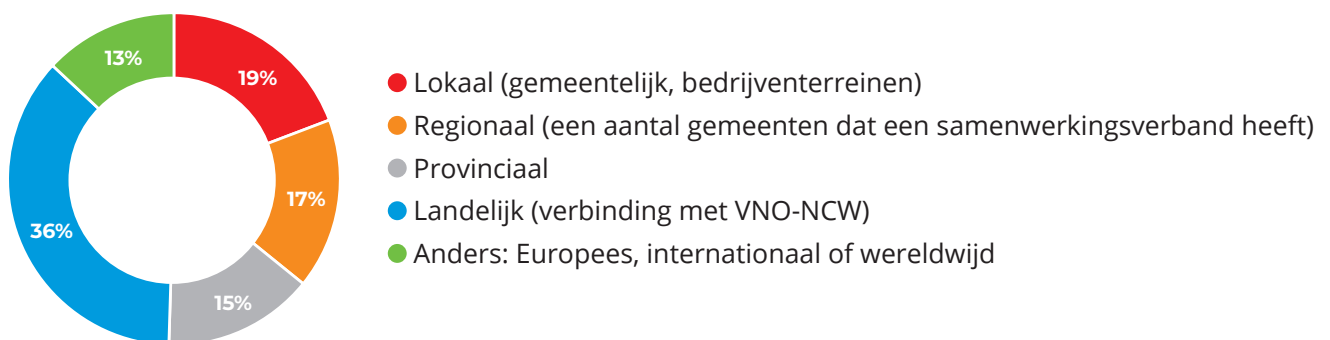 13%
19%
17%
15%
36%
Lokaal (gemeentelijk, bedrijventerreinen)
Regionaal (een aantal gemeenten dat een samenwerkingsverband heeft)
Provinciaal
Landelijk (verbinding met VNO-NCW)
Anders: Europees, internationaal of wereldwijd